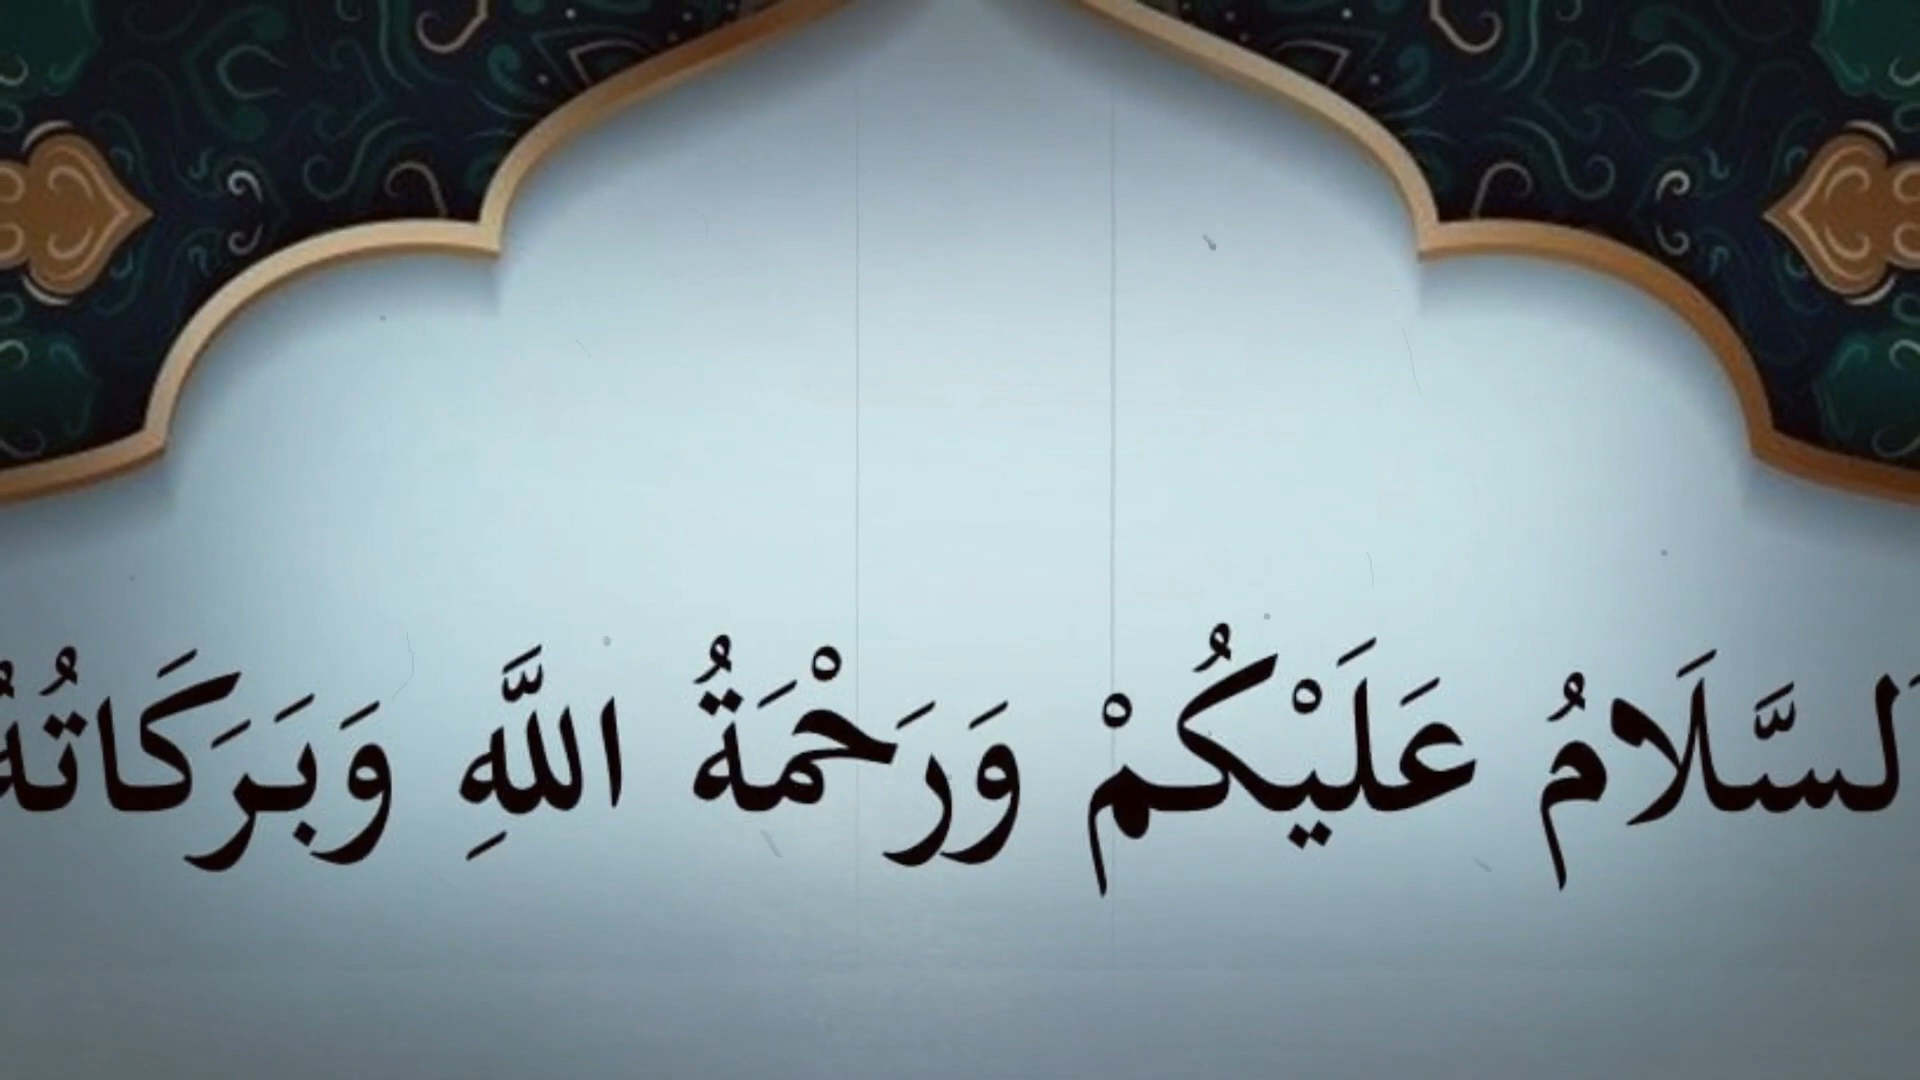 لسَّلَامُ عَلَيْكُمْ وَرَحْمَةُ اللَّهِ وَبَرَكَاتُهُ